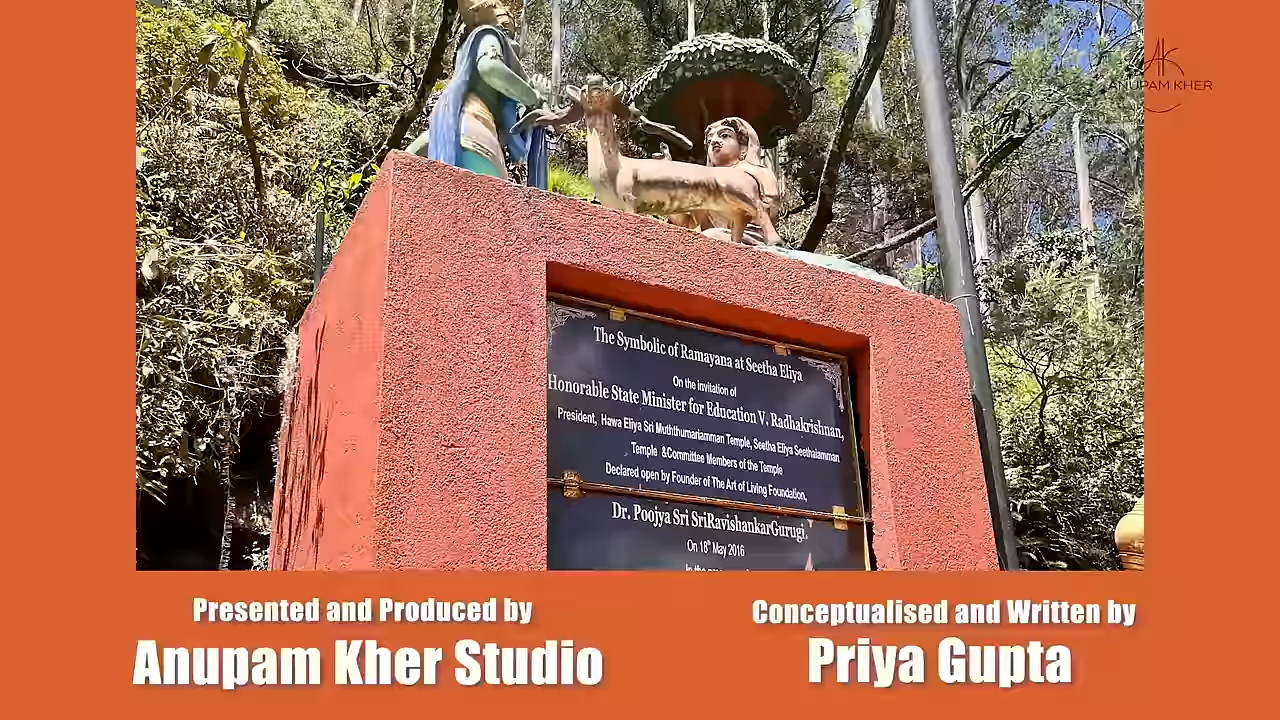 AK
ANUPAM KHER
The Symbolic of Ramayana at Seetha Eliya
On the invitation of
Honorable State Minister for Education V. Radhakrishnan,
President, Hawa Eliya Sri Muththumariamman Temple, Seetha Eliya Seethaiamman
Temple &Committee Members of the Temple
Declared open by Founder of The Art of Living Foundation,
Dr. Poojya Sri SriRavishankarGurugi.
On 18th May 2016
In the
Presented and Produced by
Anupam Kher Studio
Conceptualised and Written by
Priya Gupta